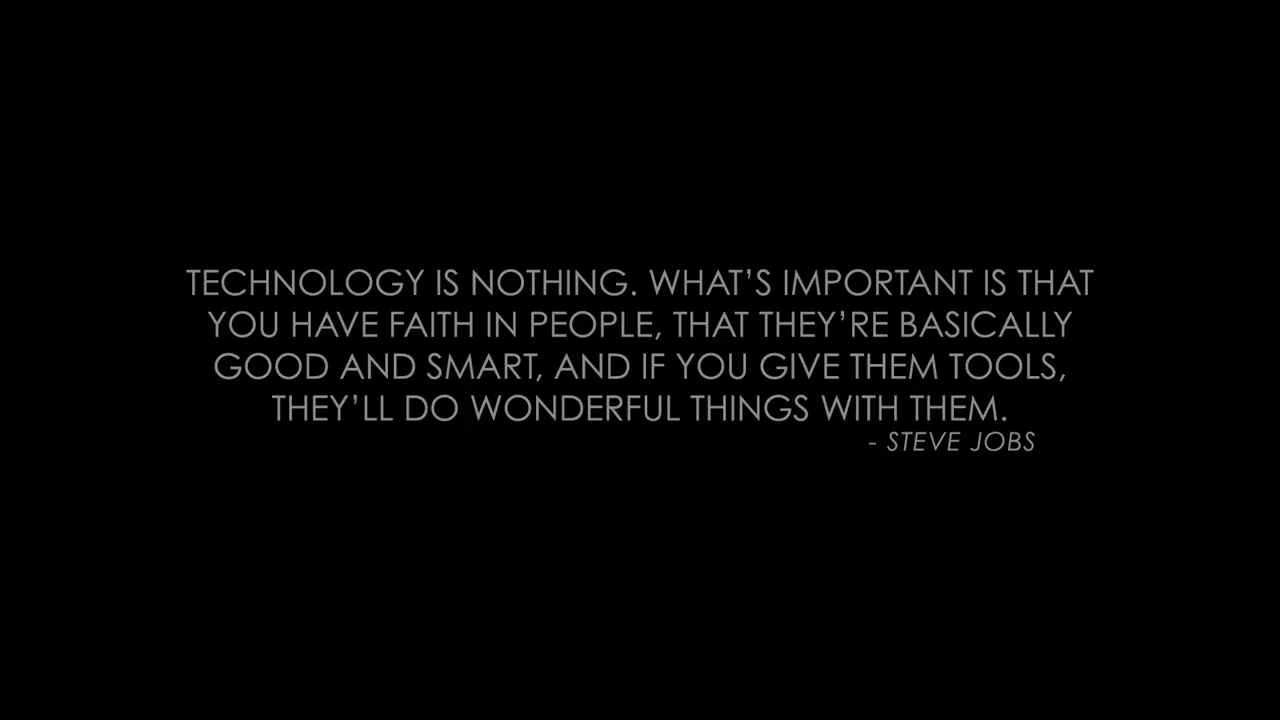 TECHNOLOGY IS NOTHING. WHAT’S IMPORTANT IS THAT
YOU HAVE FAITH IN PEOPLE, THAT THEY’RE BASICALLY
GOOD AND SMART, AND IF YOU GIVE THEM TOOLS,
THEY’LL DO WONDERFUL THINGS WITH THEM.
- STEVE JOBS